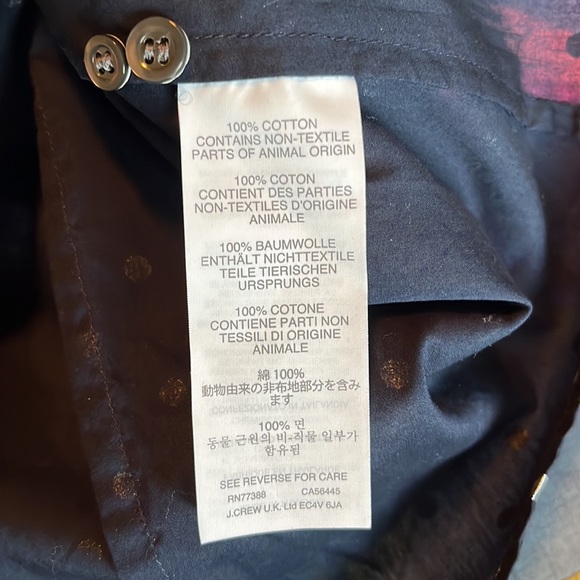 100% COTTON
CONTAINS NON-TEXTILE
PARTS OF ANIMAL ORIGIN
100% COTON
CONTIENT DES PARTIES
NON-TEXTILES D'ORIGINE
ANIMALE
100% BAUMWOLLE
ENTHÄLT NICHTTEXTILE
TEILE TIERISCHEN
URSPRUNGS
100% COTONE
CONTIENE PARTI NON
TESSILI DI ORIGINE
ANIMALE
綿 100%
動物由来の非布地部分を含み
ます
100% 면
동물 근원의 비-직물 일부가
함유됨
SEE REVERSE FOR CARE
RN77388 CA56445
J.CREW U.K. Ltd EC4V 6JA